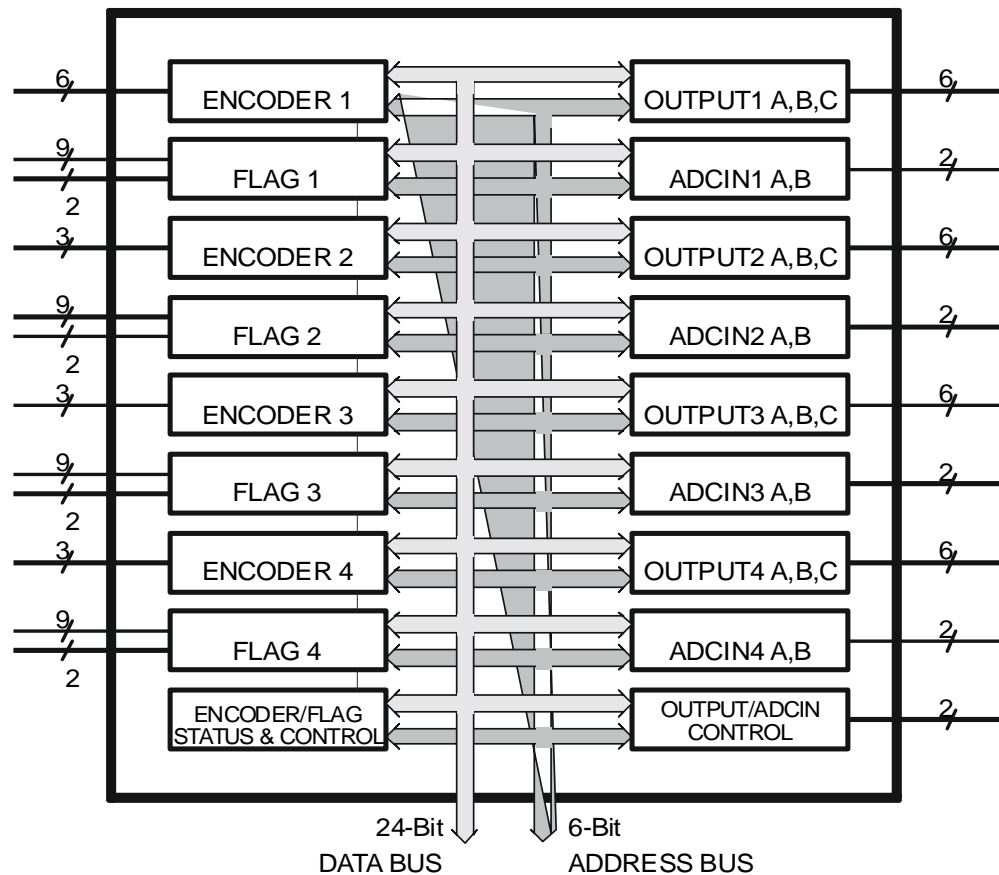 6
ENCODER 1
OUTPUT1 A,B,C
6
9
FLAG 1
ADCIN1 A,B
2
2
3
ENCODER 2
OUTPUT2 A,B,C
6
9
FLAG 2
ADCIN2 A,B
2
2
3
ENCODER 3
OUTPUT3 A,B,C
6
9
FLAG 3
ADCIN3 A,B
2
2
3
ENCODER 4
OUTPUT4 A,B,C
6
9
FLAG 4
ADCIN4 A,B
2
2
ENCODER/FLAG
STATUS & CONTROL
OUTPUT/ADCIN
CONTROL
2
24-Bit
DATA BUS
6-Bit
ADDRESS BUS